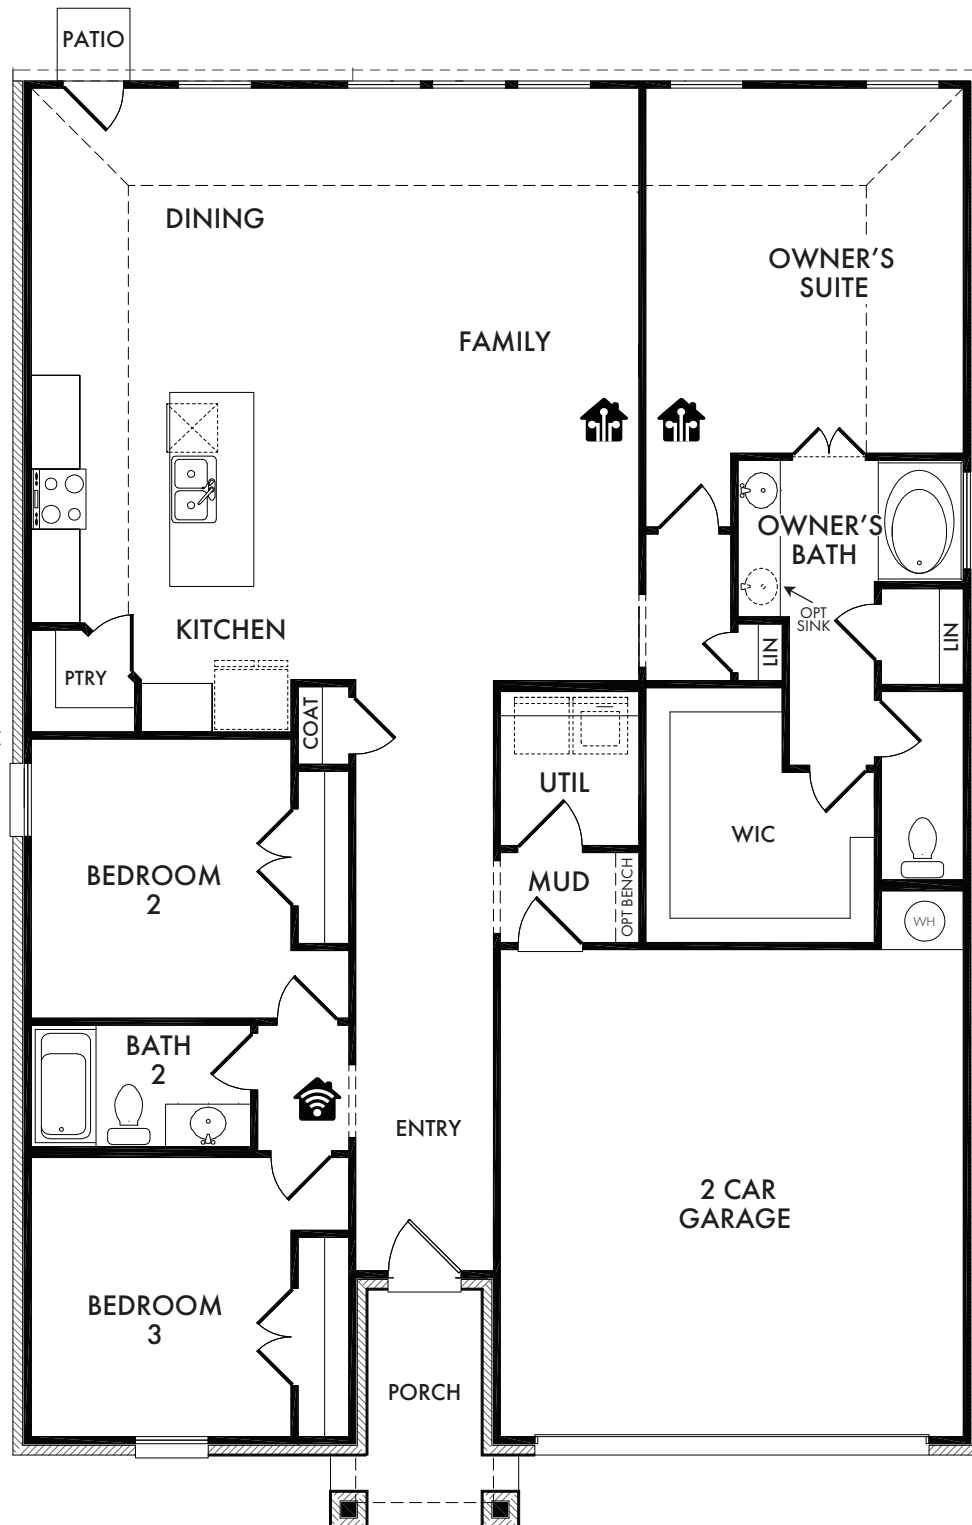 PATIO
DINING
OWNER'S
SUITE
FAMILY
OWNER'S
BATH
OPT
SINK
KITCHEN
LIN
LIN
PTRY
COAT
UTIL
WIC
BEDROOM
2
MUD
OPT BENCH
WH
BATH
2
ENTRY
2 CAR
GARAGE
BEDROOM
3
PORCH